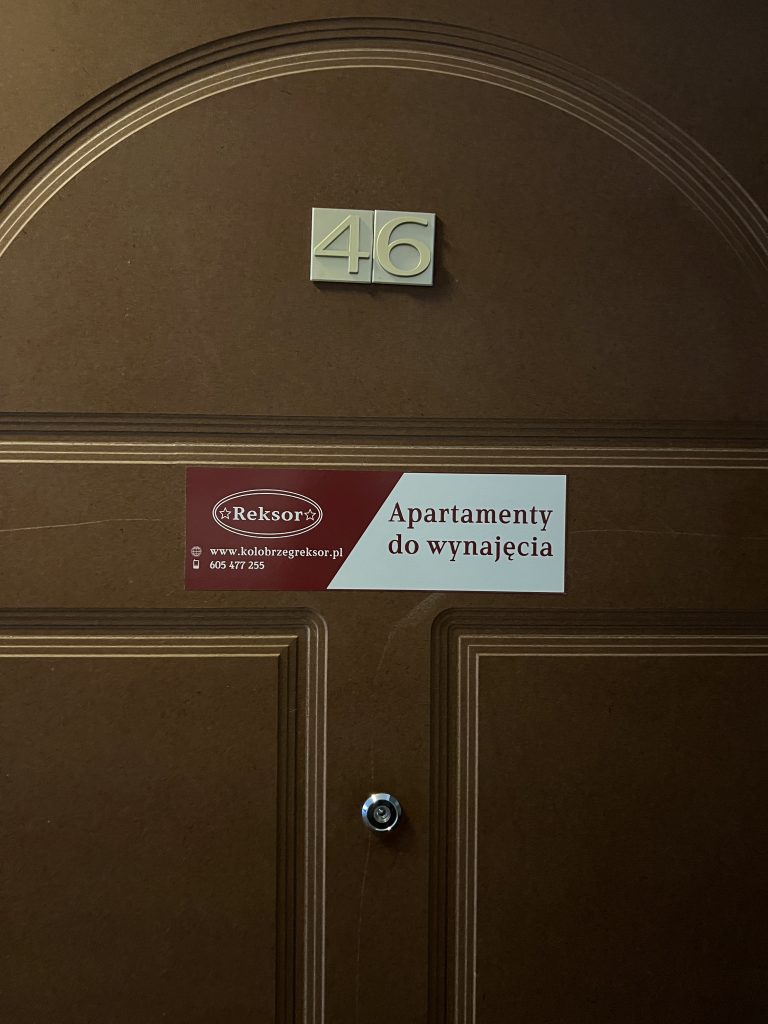 46
Reksor
www.kolobrzegreksor.pl
605 477 255
Apartamenty
do wynajęcia